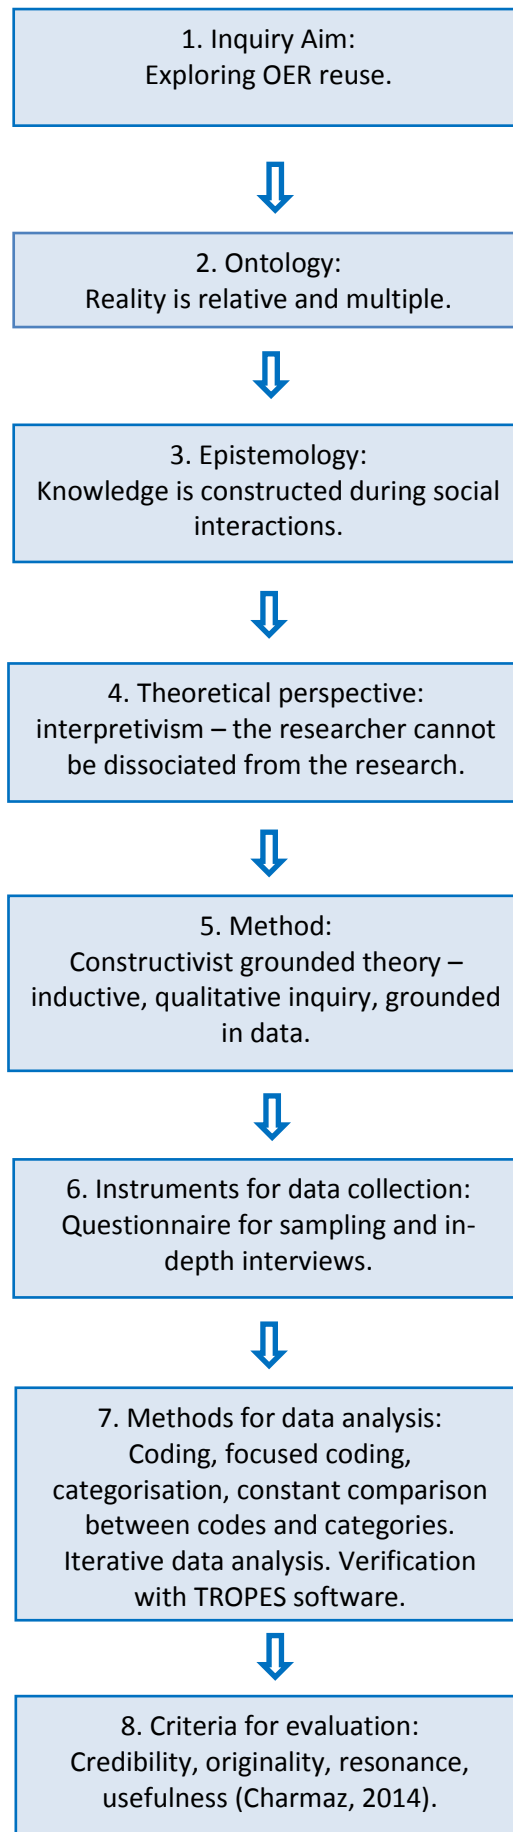 1. Inquiry Aim:
Exploring OER reuse.
2. Ontology:
Reality is relative and multiple.
3. Epistemology:
Knowledge is constructed during social
interactions.
4. Theoretical perspective:
interpretivism – the researcher cannot
be dissociated from the research.
5. Method:
Constructivist grounded theory –
inductive, qualitative inquiry, grounded
in data.
6. Instruments for data collection:
Questionnaire for sampling and in-
depth interviews.
7. Methods for data analysis:
Coding, focused coding,
categorisation, constant comparison
between codes and categories.
Iterative data analysis. Verification
with TROPES software.
8. Criteria for evaluation:
Credibility, originality, resonance,
usefulness (Charmaz, 2014).